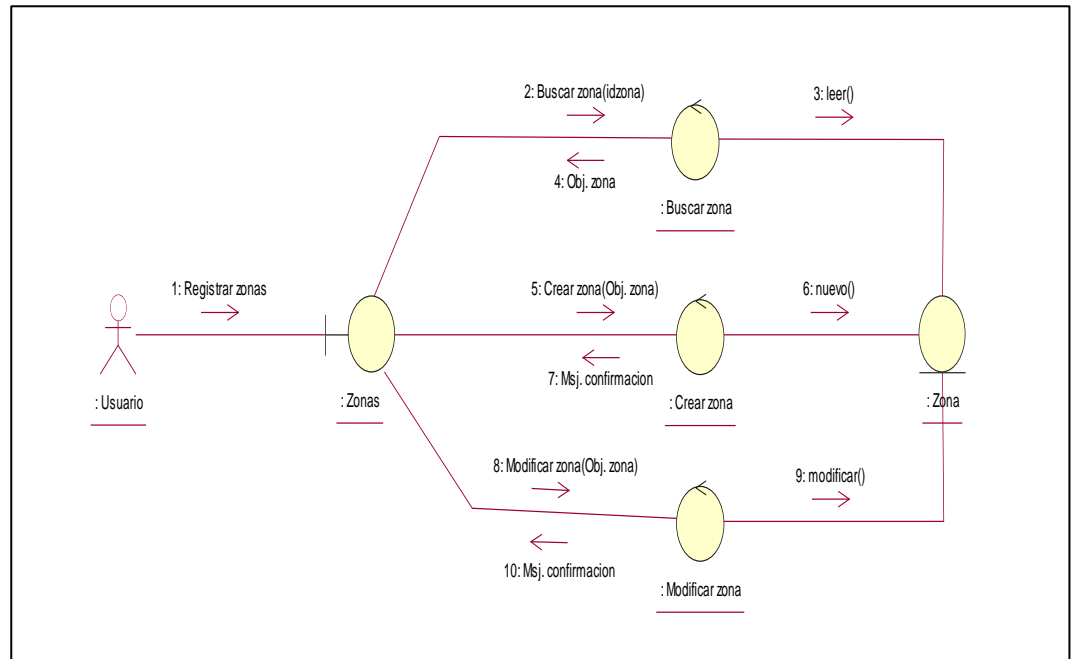 2: Buscar zona(idzona)
3: leer()
4: Obj. zona
: Buscar zona
1: Registrar zonas
5: Crear zona(Obj. zona)
6: nuevo()
7: Msj. confirmacion
: Usuario
: Zonas
: Crear zona
: Zona
8: Modificar zona(Obj. zona)
9: modificar()
10: Msj. confirmacion
: Modificar zona